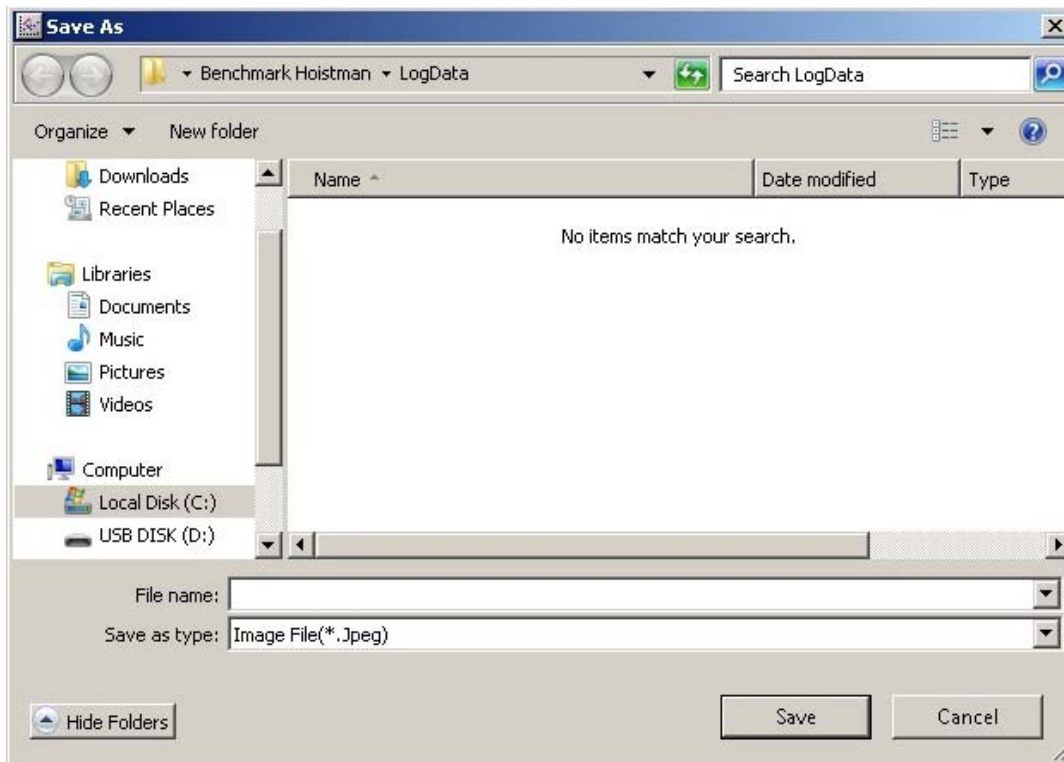 Save As
Benchmark Hoistman LogData
Search LogData
Organize New folder
Name Date modified Type
No items match your search.
Downloads
Recent Places
Libraries
Documents
Music
Pictures
Videos
Computer
Local Disk (C:)
USB DISK (D:)
File name:
Save as type: Image File(*.Jpeg)
Hide Folders Save Cancel